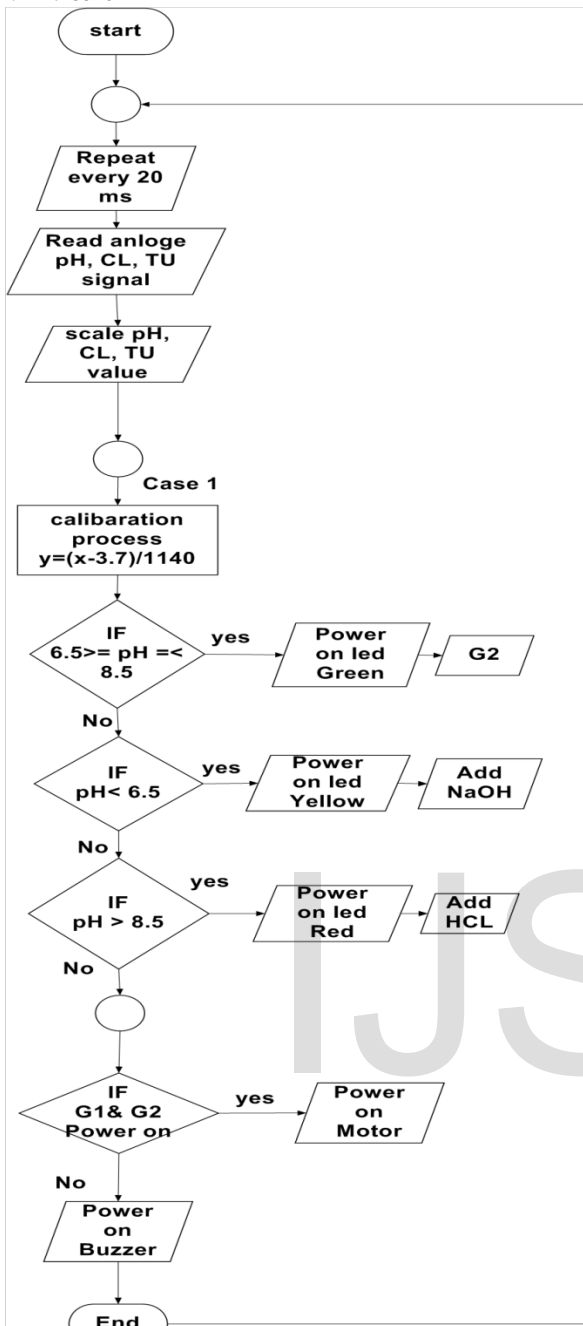 start
Repeat
every 20
ms
Read anloge
pH, CL, TU
signal
scale pH,
CL, TU
value
Case 1
calibaration
process
y=(x-3.7)/1140
IF
6.5>= pH =<
8.5
yes
Power
on led
Green
G2
No
IF
pH< 6.5
yes
Power
on led
Yellow
Add
NaOH
No
IF
pH > 8.5
yes
Power
on led
Red
Add
HCL
No
IF
G1& G2
Power on
yes
Power
on
Motor
No
Power
on
Buzzer
End
IJS